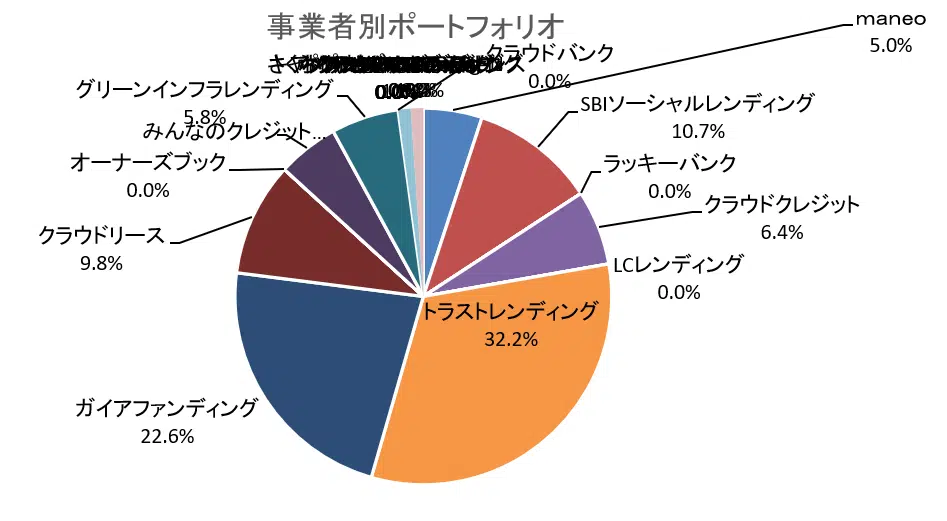 事業者別ポートフォリオ
maneo
5.0%
クラウドバンク
0.0%
SBIソーシャルレンディング
10.7%
ラッキーバンク
0.0%
クラウドクレジット
6.4%
LCレンディング
0.0%
トラストレンディング
32.2%
ガイアファンディング
22.6%
クラウドリース
9.8%
オーナーズブック
0.0%
みんなのクレジット...
グリーンインフラレンディング
5.8%